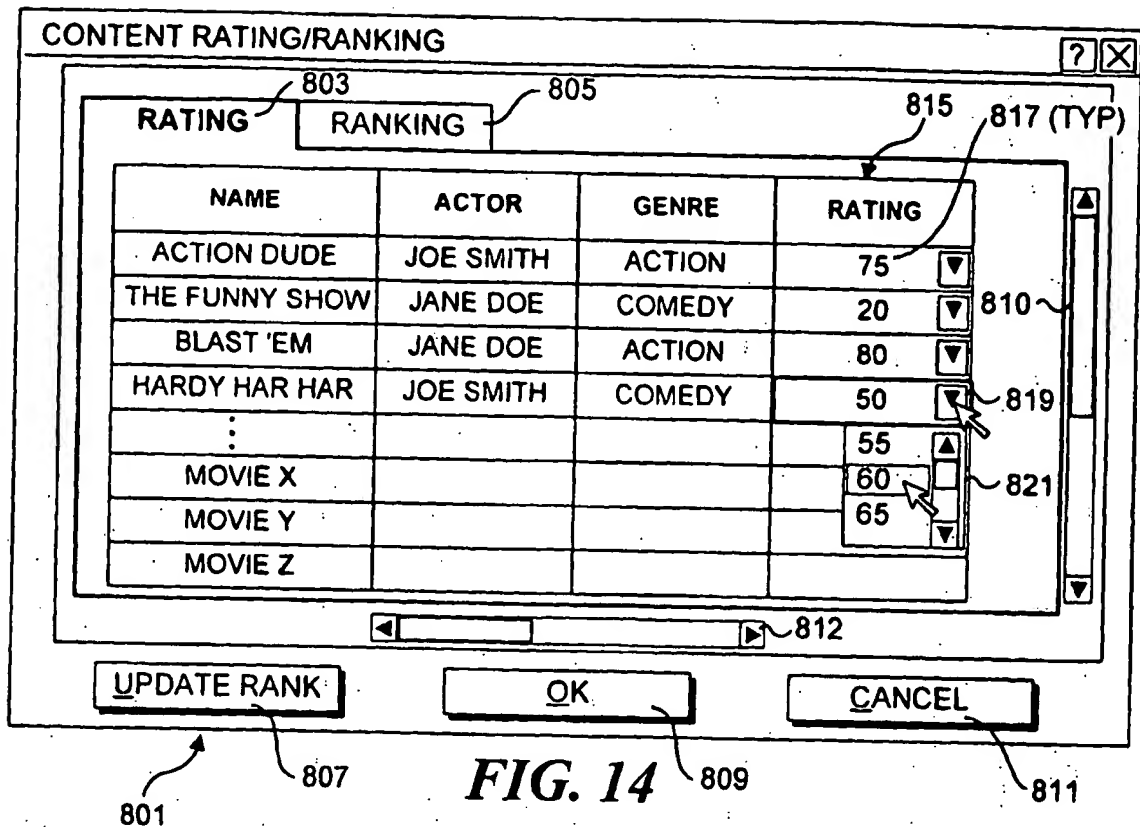 CONTENT RATING/RANKING
? X
803
805
815
817 (TYP)
RATING
RANKING
NAME ACTOR GENRE RATING
ACTION DUDE JOE SMITH ACTION 75
THE FUNNY SHOW JANE DOE COMEDY 20
810
BLAST 'EM JANE DOE ACTION 80
HARDY HAR HAR JOE SMITH COMEDY 50
819
55
MOVIE X 60
821
MOVIE Y 65
MOVIE Z
812
UPDATE RANK
OK
CANCEL
801
807
FIG. 14
809
811